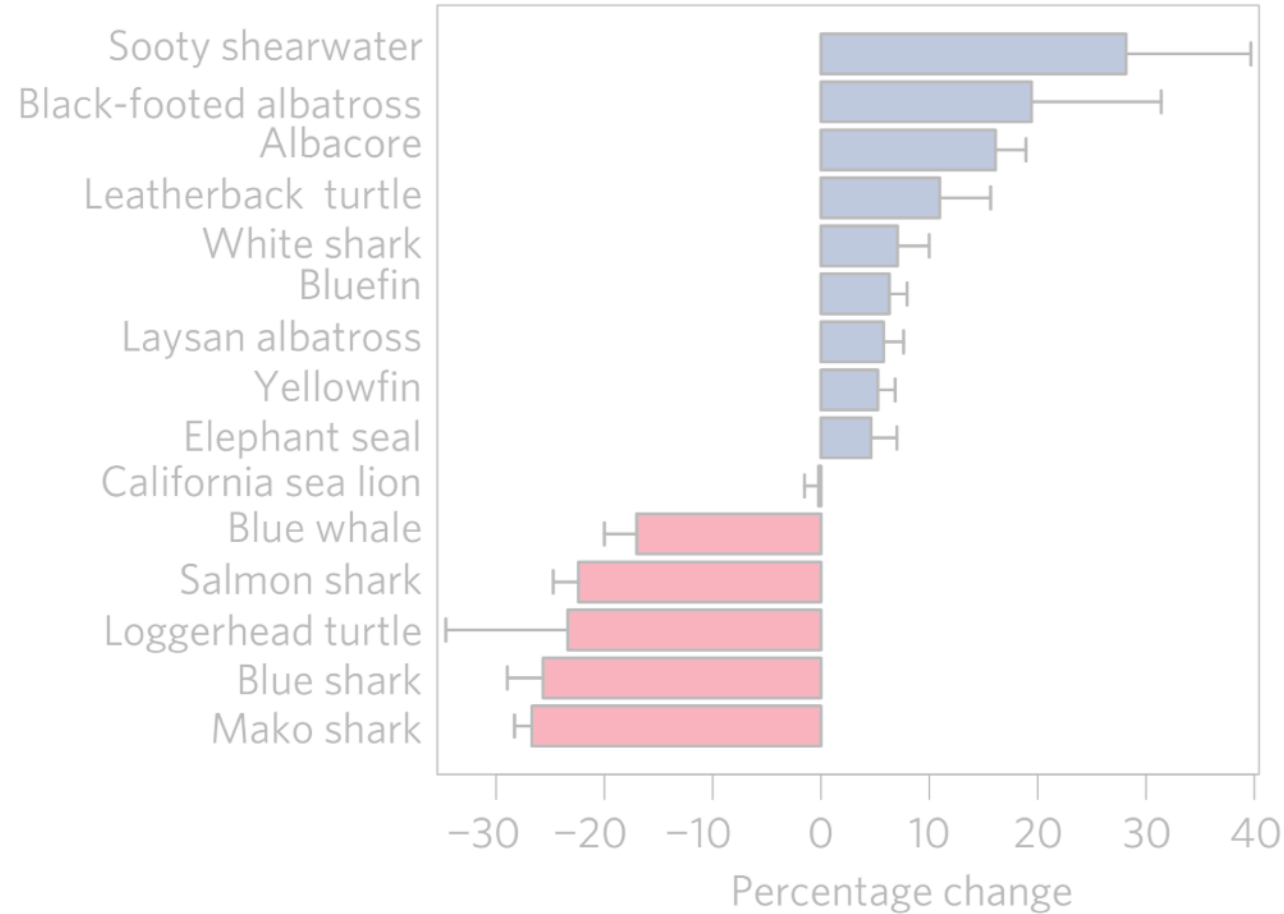 Sooty shearwater
Black-footed albatross
Albacore
Leatherback turtle
White shark
Bluefin
Laysan albatross
Yellowfin
Elephant seal
California sea lion
Blue whale
Salmon shark
Loggerhead turtle
Blue shark
Mako shark
−30 −20 −10 0 10 20 30 40
Percentage change